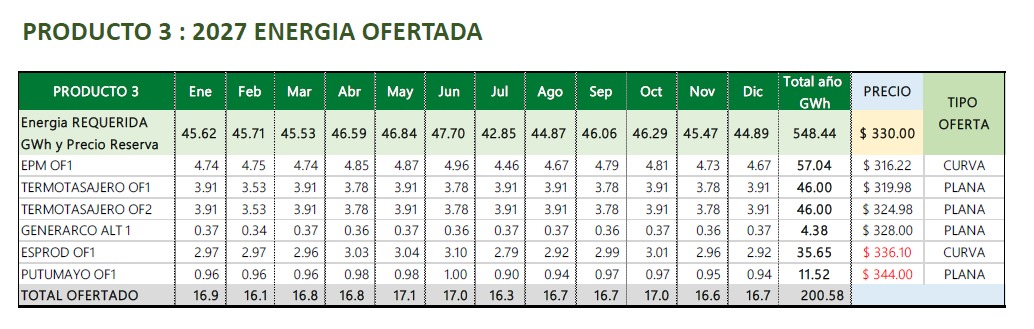 PRODUCTO 3 : 2027 ENERGIA OFERTADA
PRODUCTO 3 Ene Feb Mar Abr May Jun Jul Ago Sep Oct Nov Dic Total año GWh PRECIO TIPO OFERTA
Energia REQUERIDA GWh y Precio Reserva 45.62 45.71 45.53 46.59 46.84 47.70 42.85 44.87 46.06 46.29 45.47 44.89 548.44 $ 330.00
EPM OF1 4.74 4.75 4.74 4.85 4.87 4.96 4.46 4.67 4.79 4.81 4.73 4.67 57.04 $ 316.22 CURVA
TERMOTASAJERO OF1 3.91 3.53 3.91 3.78 3.91 3.78 3.91 3.91 3.78 3.91 3.78 3.91 46.00 $ 319.98 PLANA
TERMOTASAJERO OF2 3.91 3.53 3.91 3.78 3.91 3.78 3.91 3.91 3.78 3.91 3.78 3.91 46.00 $ 324.98 PLANA
GENERARCO ALT 1 0.37 0.34 0.37 0.36 0.37 0.36 0.37 0.37 0.36 0.37 0.36 0.37 4.38 $ 328.00 PLANA
ESPROD OF1 2.97 2.97 2.96 3.03 3.04 3.10 2.79 2.92 2.99 3.01 2.96 2.92 35.65 $ 336.10 CURVA
PUTUMAYO OF1 0.96 0.96 0.96 0.98 0.98 1.00 0.90 0.94 0.97 0.97 0.95 0.94 11.52 $ 344.00 PLANA
TOTAL OFERTADO 16.9 16.1 16.8 16.8 17.1 17.0 16.3 16.7 16.7 17.0 16.6 16.7 200.58